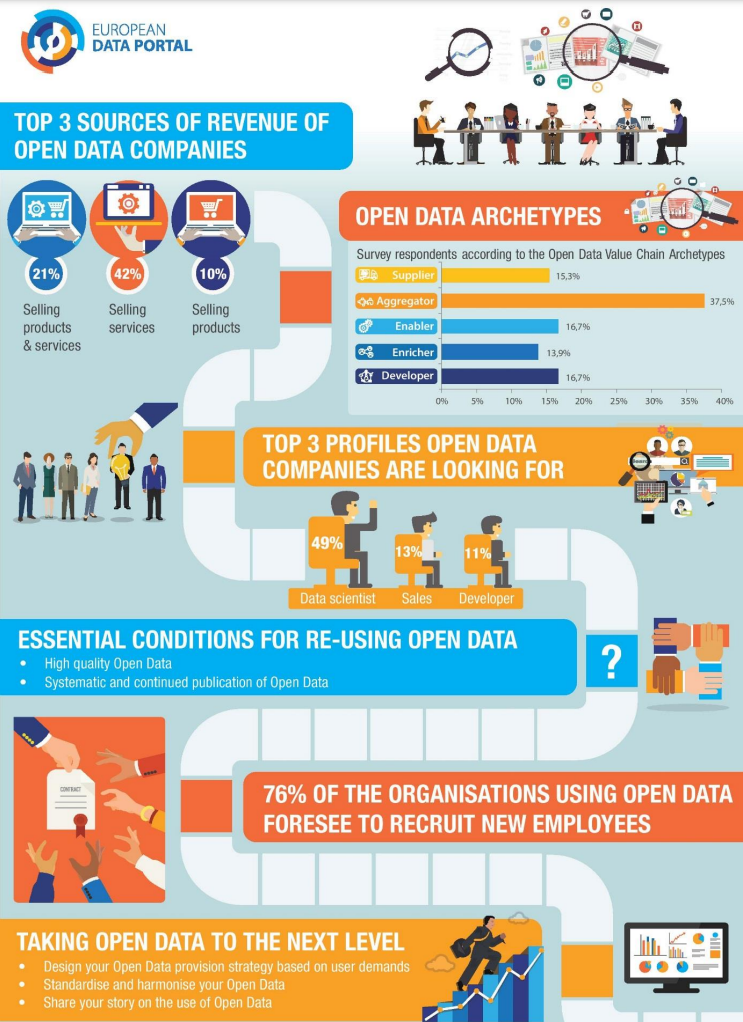 EUROPEAN
DATA PORTAL
TOP 3 SOURCES OF REVENUE OF
OPEN DATA COMPANIES
21%
42%
10%
Selling
products
& services
Selling
services
Selling
products
OPEN DATA ARCHETYPES
Survey respondents according to the Open Data Value Chain Archetypes
Supplier
15,3%
Aggregator
37,5%
Enabler
16,7%
Enricher
13,9%
Developer
16,7%
0%
5%
10%
15%
20%
25%
30%
35%
40%
TOP 3 PROFILES OPEN DATA
COMPANIES ARE LOOKING FOR
49%
13%
11%
Data scientist
Sales
Developer
ESSENTIAL CONDITIONS FOR RE-USING OPEN DATA
• High quality Open Data
• Systematic and continued publication of Open Data
?
CONTRACT
76% OF THE ORGANISATIONS USING OPEN DATA
FORESEE TO RECRUIT NEW EMPLOYEES
TAKING OPEN DATA TO THE NEXT LEVEL
• Design your Open Data provision strategy based on user demands
• Standardise and harmonise your Open Data
• Share your story on the use of Open Data